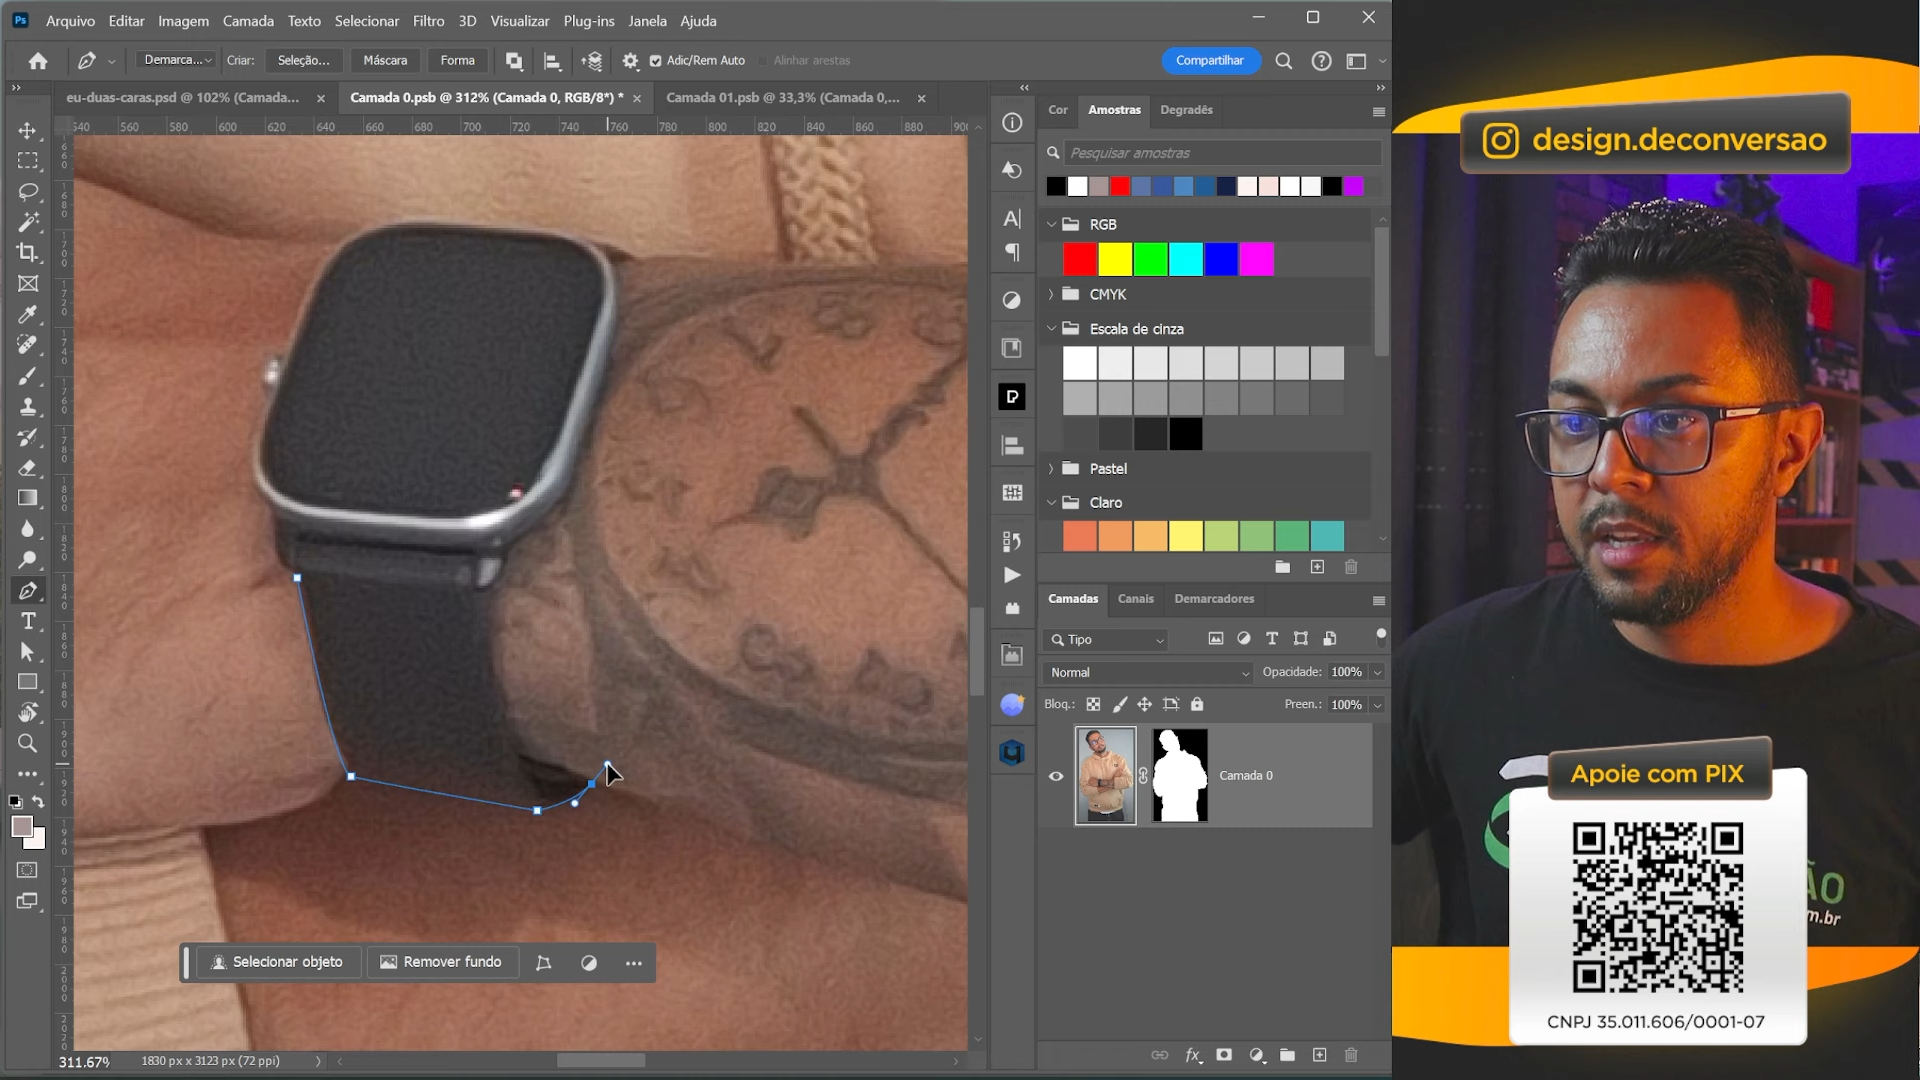 Ps Arquivo Editar Imagem Camada Texto Selecionar Filtro 3D Visualizar Plug-ins Janela Ajuda
Demarca... Criar: Seleção... Máscara Forma Adic/Rem Auto Alinhar arestas Compartilhar
eu-duas-caras.psd @ 102% (Camada... Camada 0.psb @ 312% (Camada 0, RGB/8*) * Camada 01.psb @ 33,3% (Camada 0,...
540 560 580 600 620 640 660 680 700 720 740 760 780 800 820 840 860 880 900
Cor Amostras Degradês
Pesquisar amostras
RGB
CMYK
Escala de cinza
Pastel
Claro
Camadas Canais Demarcadores
Tipo
Normal Opacidade: 100%
Bloq.: Preen.: 100%
Camada 0
Selecionar objeto Remover fundo
311.67% 1830 px x 3123 px (72 ppi)
design.deconversao
Apoie com PIX
ÃO
m.br
CNPJ 35.011.606/0001-07